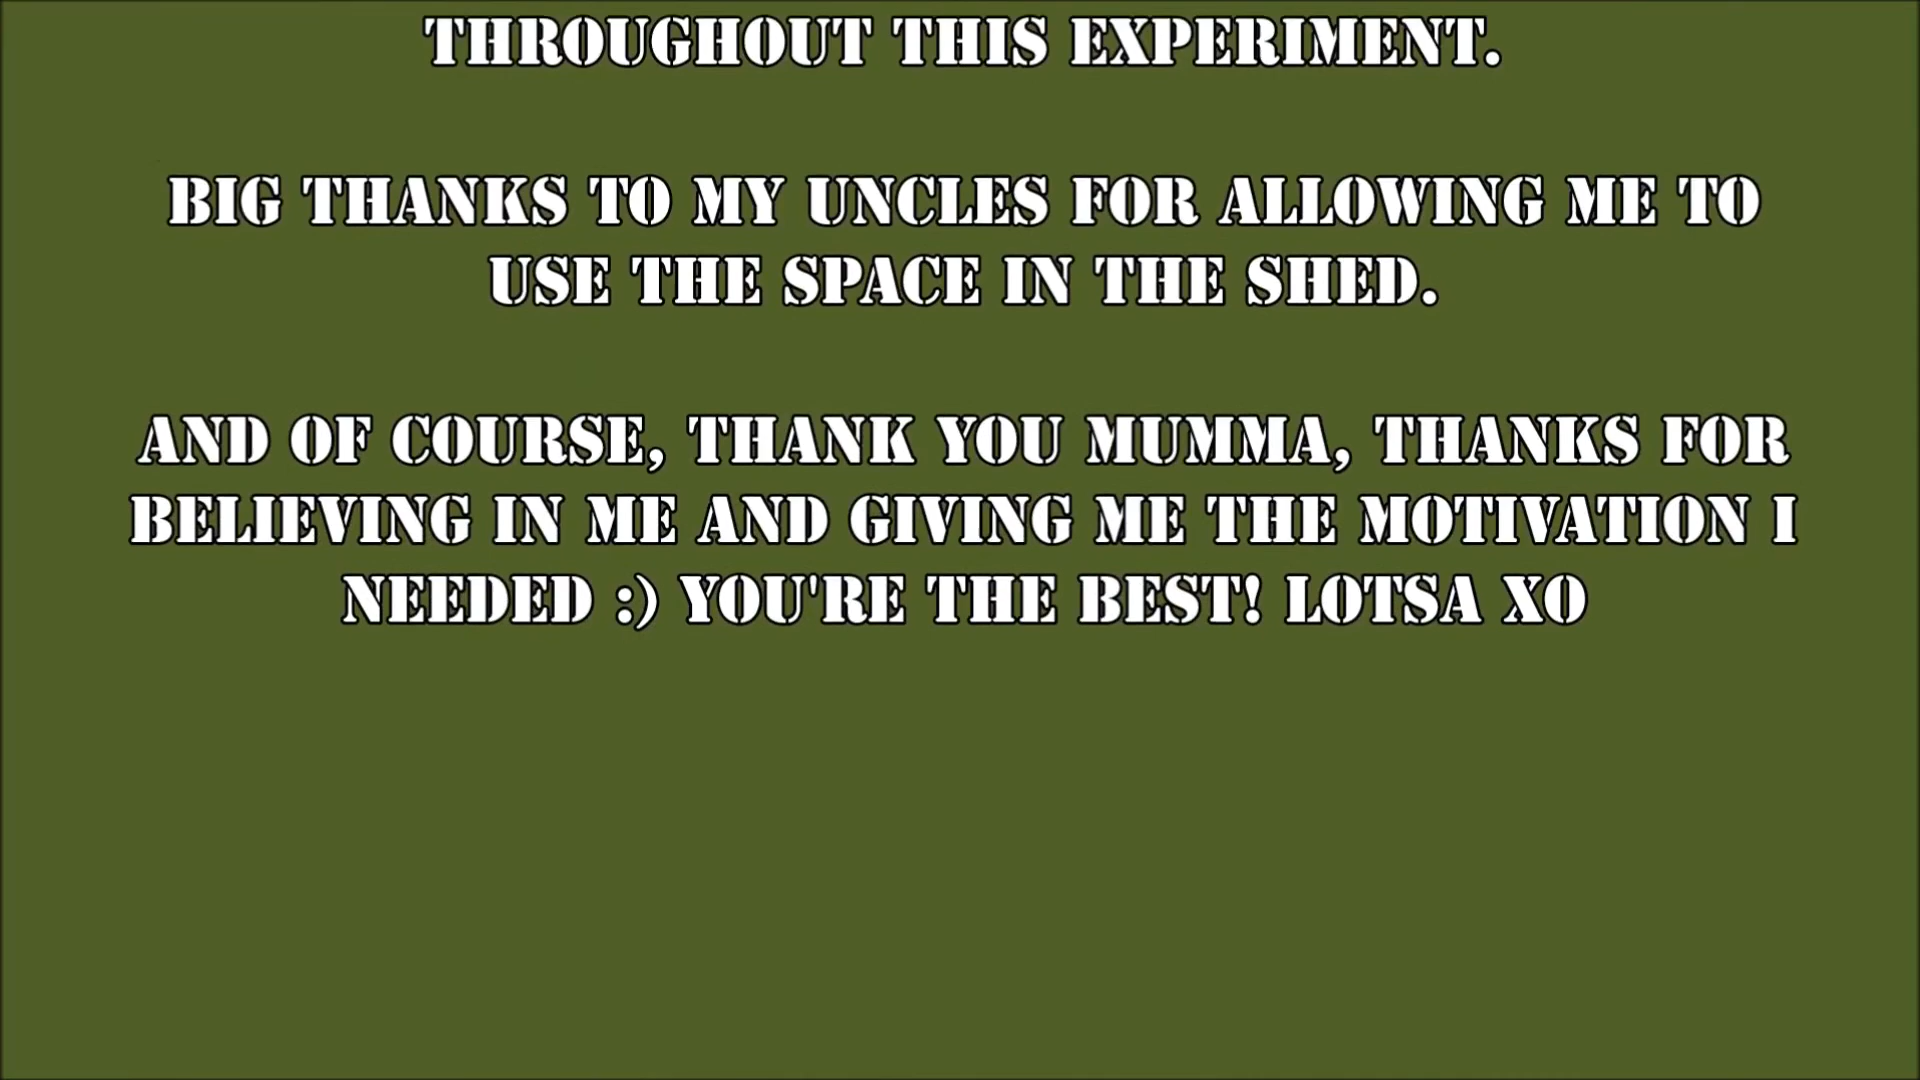 THROUGHOUT THIS EXPERIMENT.
BIG THANKS TO MY UNCLES FOR ALLOWING ME TO
USE THE SPACE IN THE SHED.
AND OF COURSE, THANK YOU MUMMA, THANKS FOR
BELIEVING IN ME AND GIVING ME THE MOTIVATION I
NEEDED :) YOU'RE THE BEST! LOTSA XO